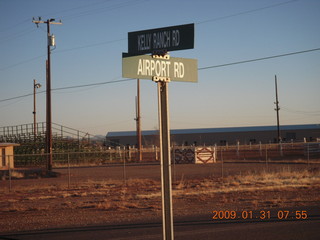 KELLY RANCH RD
AIRPORT RD
2009 01 31 07 55